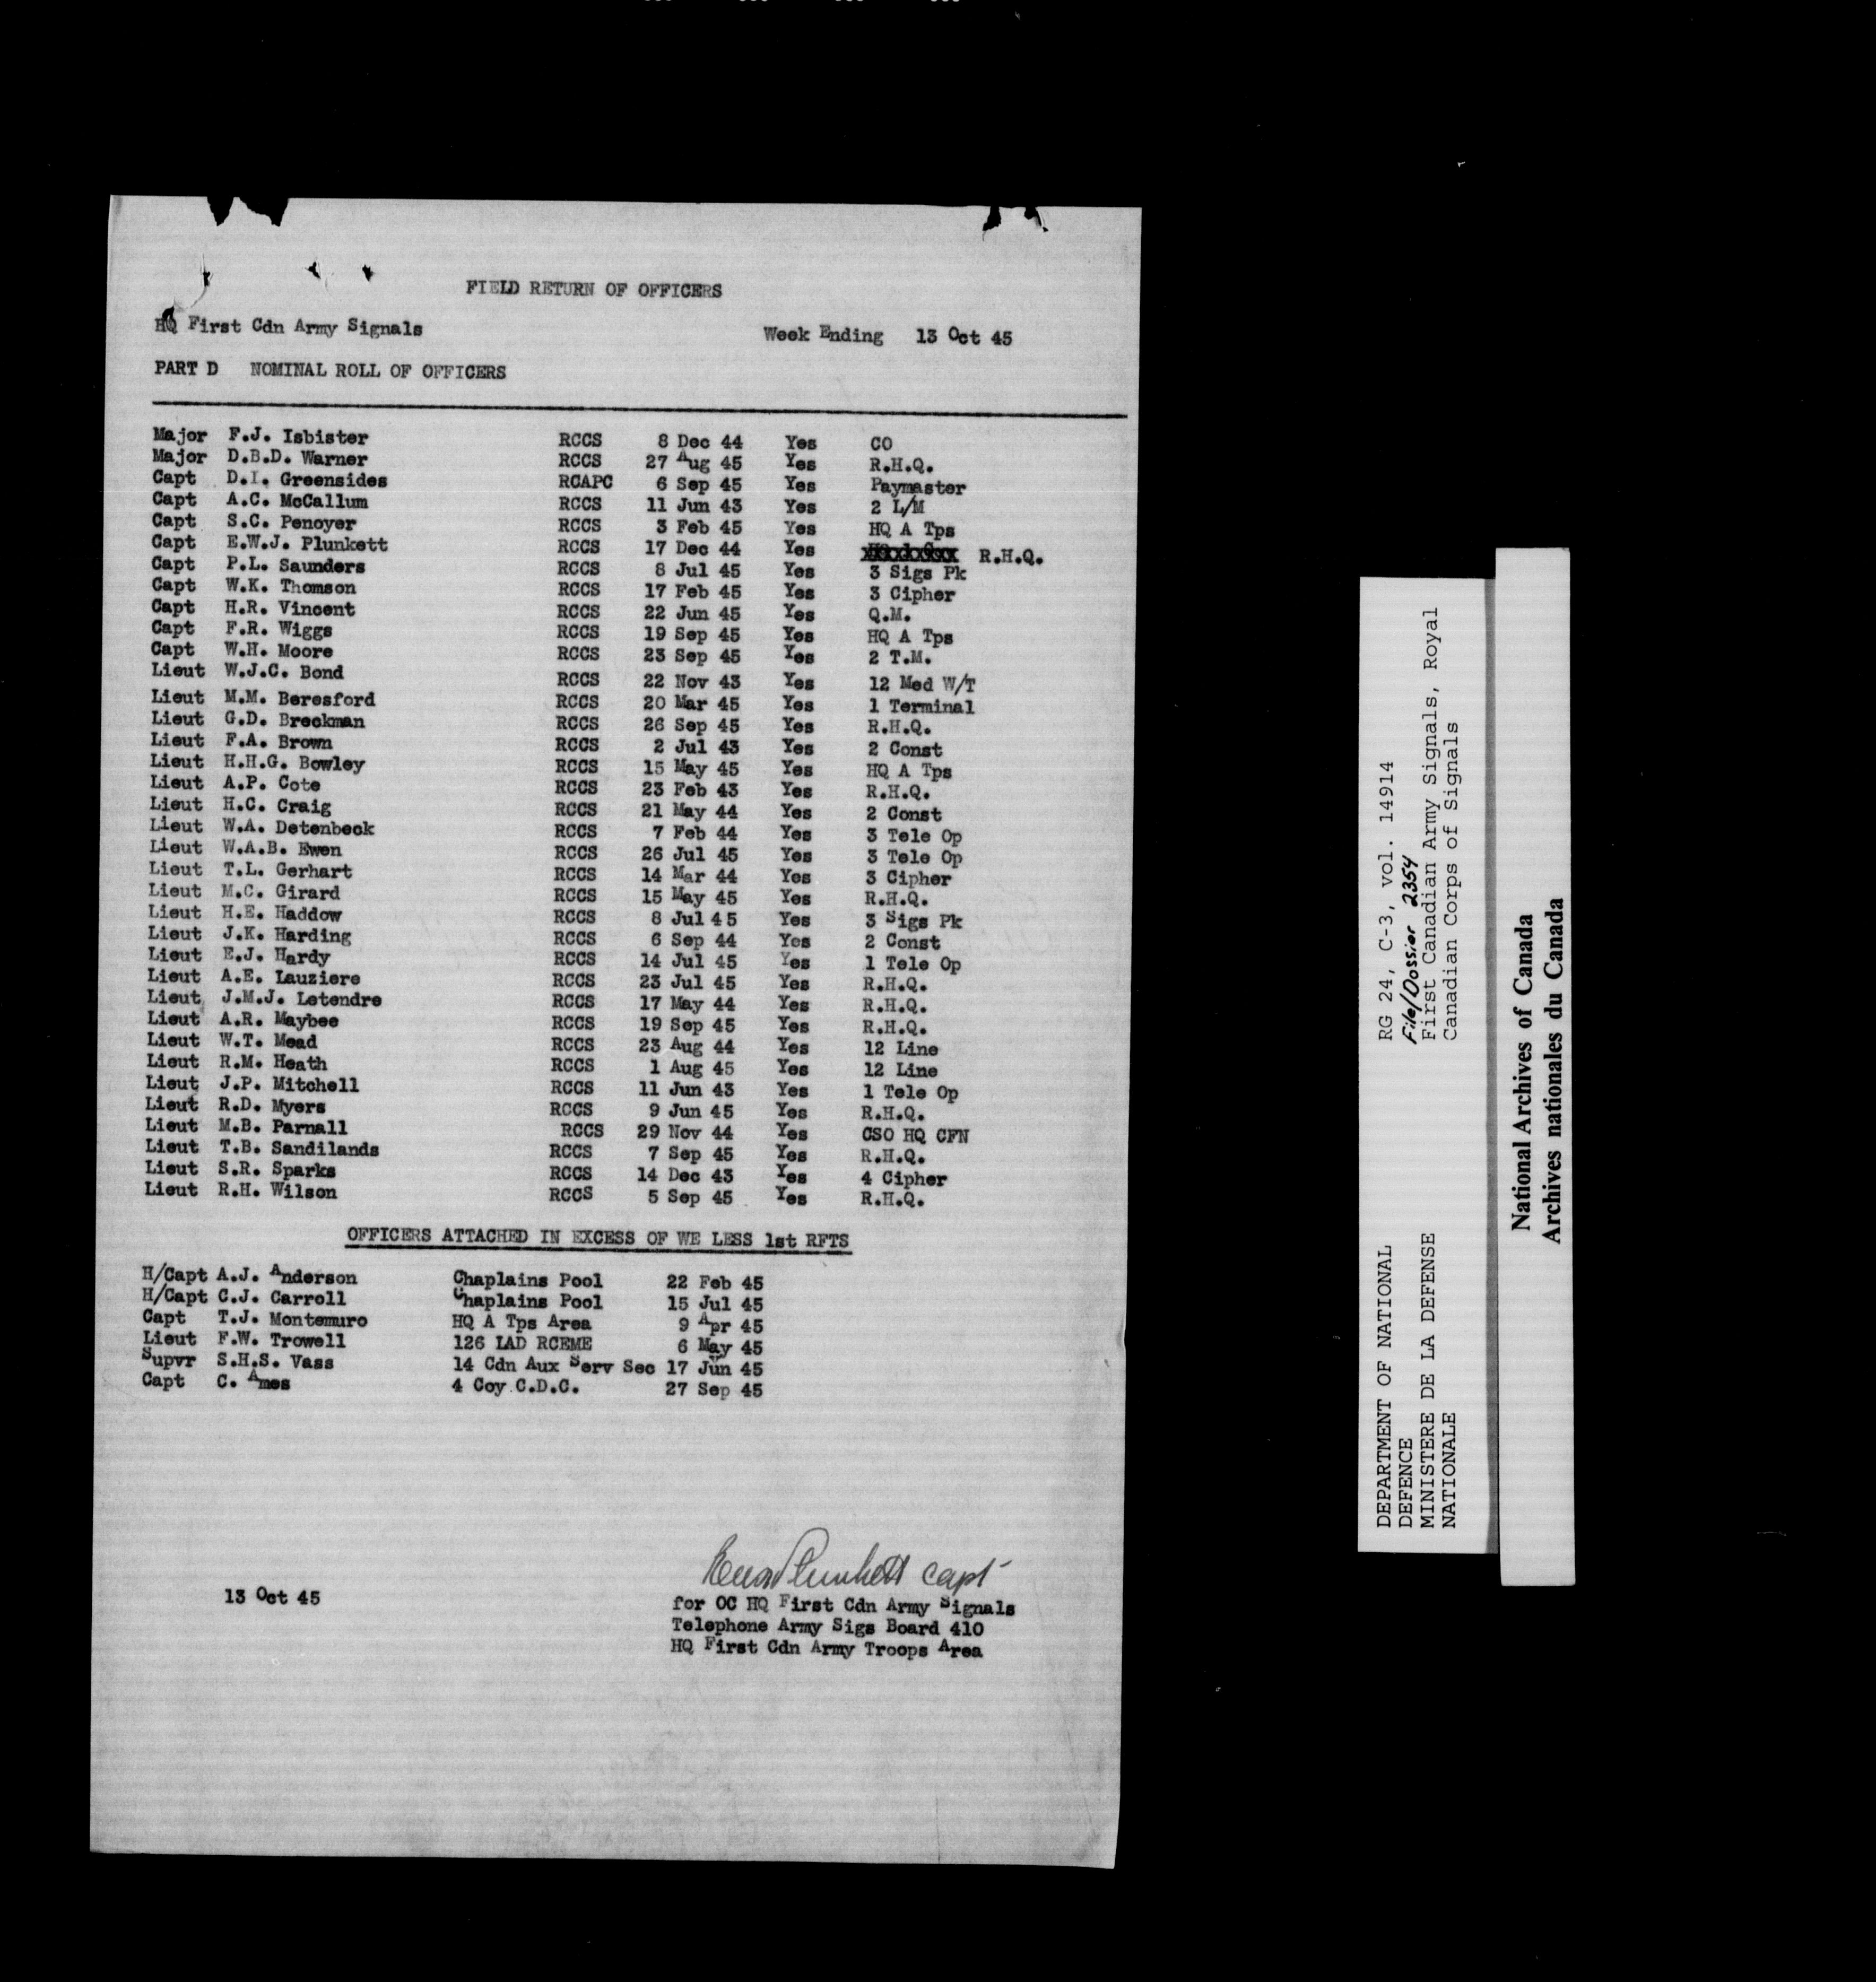 FIELD RETURN OF OFFICERS
HQ First Cdn Army Signals Week Ending 13 Oct 45
PART D NOMINAL ROLL OF OFFICERS
Major F.J. Isbister RCCS 8 Dec 44 Yes CO
Major D.B.D. Warner RCCS 27 Aug 45 Yes R.H.Q.
Capt D.I. Greensides RCAPC 6 Sep 45 Yes Paymaster
Capt A.C. McCallum RCCS 11 Jun 43 Yes 2 L/M
Capt S.C. Penoyer RCCS 3 Feb 45 Yes HQ A Tps
Capt E.W.J. Plunkett RCCS 17 Dec 44 Yes R.H.Q.
Capt P.L. Saunders RCCS 8 Jul 45 Yes 3 Sigs Pk
Capt W.K. Thomson RCCS 17 Feb 45 Yes 3 Cipher
Capt H.R. Vincent RCCS 22 Jun 45 Yes Q.M.
Capt F.R. Wiggs RCCS 19 Sep 45 Yes HQ A Tps
Capt W.H. Moore RCCS 23 Sep 45 Yes 2 T.M.
Lieut W.J.C. Bond RCCS 22 Nov 43 Yes 12 Med W/T
Lieut M.M. Beresford RCCS 20 Mar 45 Yes 1 Terminal
Lieut G.D. Breckman RCCS 26 Sep 45 Yes R.H.Q.
Lieut F.A. Brown RCCS 2 Jul 43 Yes 2 Const
Lieut H.H.G. Bowley RCCS 15 May 45 Yes HQ A Tps
Lieut A.P. Cote RCCS 23 Feb 43 Yes R.H.Q.
Lieut H.C. Craig RCCS 21 May 44 Yes 2 Const
Lieut W.A. Detenbeck RCCS 7 Feb 44 Yes 3 Tele Op
Lieut W.A.B. Ewen RCCS 26 Jul 45 Yes 3 Tele Op
Lieut T.L. Gerhart RCCS 14 Mar 44 Yes 3 Cipher
Lieut M.C. Girard RCCS 15 May 45 Yes R.H.Q.
Lieut H.E. Haddow RCCS 8 Jul 45 Yes 3 Sigs Pk
Lieut J.K. Harding RCCS 6 Sep 44 Yes 2 Const
Lieut E.J. Hardy RCCS 14 Jul 45 Yes 1 Tele Op
Lieut A.E. Lauziere RCCS 23 Jul 45 Yes R.H.Q.
Lieut J.M.J. Letendre RCCS 17 May 44 Yes R.H.Q.
Lieut A.R. Maybee RCCS 19 Sep 45 Yes R.H.Q.
Lieut W.T. Mead RCCS 23 Aug 44 Yes 12 Line
Lieut R.M. Heath RCCS 1 Aug 45 Yes 12 Line
Lieut J.P. Mitchell RCCS 11 Jun 43 Yes 1 Tele Op
Lieut R.D. Myers RCCS 9 Jun 45 Yes R.H.Q.
Lieut M.B. Parnall RCCS 29 Nov 44 Yes CSO HQ CFN
Lieut T.B. Sandilands RCCS 7 Sep 45 Yes R.H.Q.
Lieut S.R. Sparks RCCS 14 Dec 43 Yes 4 Cipher
Lieut R.H. Wilson RCCS 5 Sep 45 Yes R.H.Q.
OFFICERS ATTACHED IN EXCESS OF WE LESS 1st RFTS
H/Capt A.J. Anderson Chaplains Pool 22 Feb 45
H/Capt C.J. Carroll Chaplains Pool 15 Jul 45
Capt T.J. Montemuro HQ A Tps Area 9 Apr 45
Lieut F.W. Trowell 126 LAD RCEME 6 May 45
Supvr S.H.S. Vass 14 Cdn Aux Serv Sec 17 Jun 45
Capt C. Ames 4 Coy C.D.C. 27 Sep 45
Plunkett Capt
13 Oct 45
for OC HQ First Cdn Army Signals
Telephone Army Sigs Board 410
HQ First Cdn Army Troops Area
DEPARTMENT OF NATIONAL
DEFENCE
MINISTERE DE LA DEFENSE
NATIONALE
RG 24, C-3, vol. 14914
File/Dossier 2354
First Canadian Army Signals, Royal
Canadian Corps of Signals
National Archives of Canada
Archives nationales du Canada